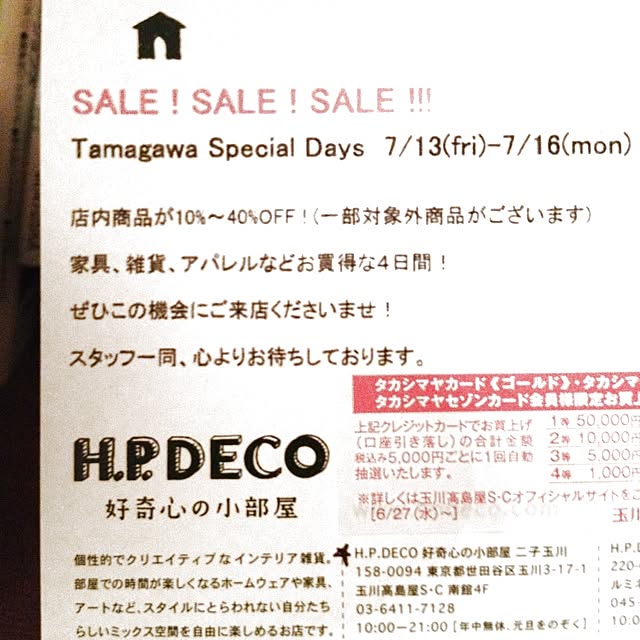 SALE ! SALE ! SALE !!!
Tamagawa Special Days 7/13(fri)-7/16(mon)
店内商品が10%～40%OFF！（一部対象外商品がございます）
家具、雑貨、アパレルなどお買得な4日間！
ぜひこの機会にご来店くださいませ！
スタッフ一同、心よりお待ちしております。
タカシマヤカード《ゴールド》・タカシマ
タカシマヤセゾンカード会員様限定お買上
上記クレジットカードでお買上げ
(口座引き落し)の合計金額
税込み5,000円ごとに1回自動
抽選いたします。
1等 50,000円
2等 10,000円
3等 5,000円
4等 1,000円
※詳しくは玉川髙島屋S・Cオフィシャルサイトを
[6/27(水)～]
玉川
H.P.DECO
好奇心の小部屋
個性的でクリエイティブなインテリア雑貨。
部屋での時間が楽しくなるホームウェアや家具、
アートなど、スタイルにとらわれない自分たち
らしいミックス空間を自由に楽しめるお店です。
H.P.DECO 好奇心の小部屋 二子玉川
158-0094 東京都世田谷区玉川3-17-1
玉川高島屋S・C 南館4F
03-6411-7128
10:00-21:00 [年中無休、元旦をのぞく]
H.P.D
220-
ルミネ
045-
10:00